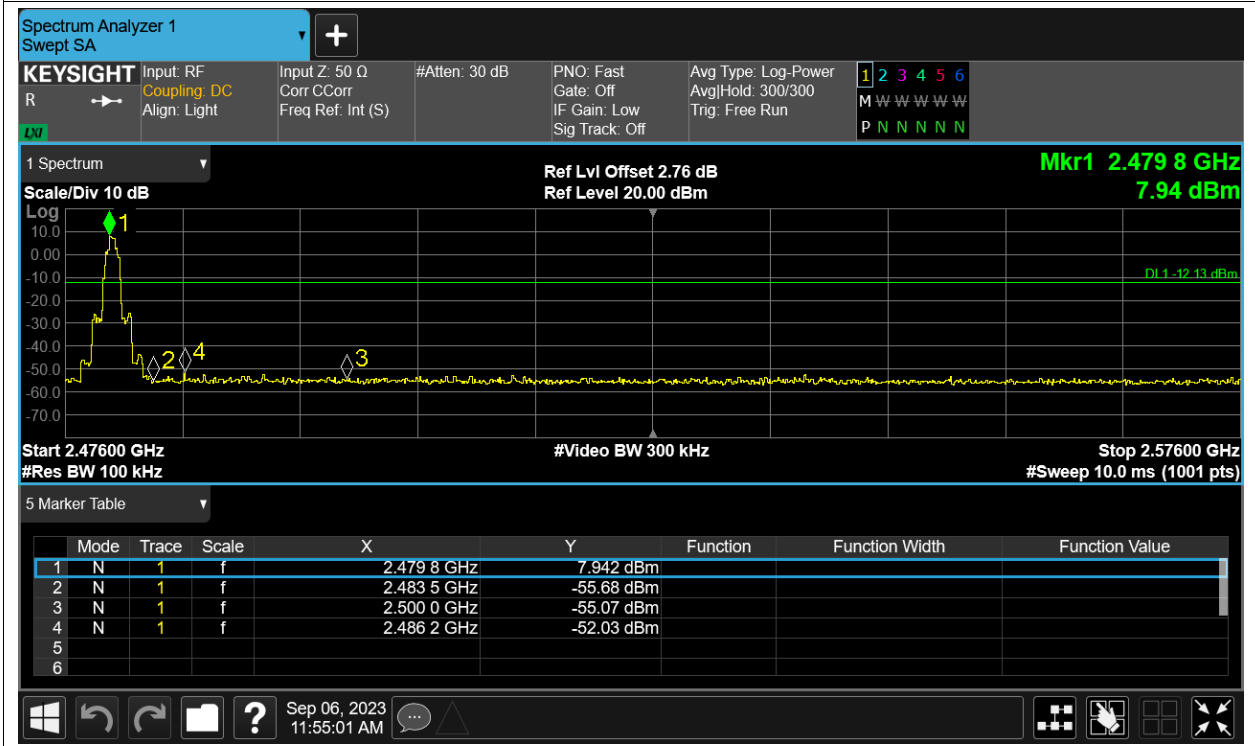 Spectrum Analyzer 1
Swept SA
+
KEYSIGHT
R
LXI
Input: RF
Coupling: DC
Align: Light
Input Z: 50 Ω
Corr CCorr
Freq Ref: Int (S)
#Atten: 30 dB
PNO: Fast
Gate: Off
IF Gain: Low
Sig Track: Off
Avg Type: Log-Power
Avg|Hold: 300/300
Trig: Free Run
1 2 3 4 5 6
M W W W W W
P N N N N N
1 Spectrum
Scale/Div 10 dB
Ref Lvl Offset 2.76 dB
Ref Level 20.00 dBm
Mkr1 2.479 8 GHz
7.94 dBm
Log
10.0
0.00
-10.0
-20.0
-30.0
-40.0
-50.0
-60.0
-70.0
1
2
4
3
DL1 -12.13 dBm
Start 2.47600 GHz
#Res BW 100 kHz
#Video BW 300 kHz
Stop 2.57600 GHz
#Sweep 10.0 ms (1001 pts)
5 Marker Table
Mode Trace Scale X Y Function Function Width Function Value
1 N 1 f 2.479 8 GHz 7.942 dBm
2 N 1 f 2.483 5 GHz -55.68 dBm
3 N 1 f 2.500 0 GHz -55.07 dBm
4 N 1 f 2.486 2 GHz -52.03 dBm
5
6
?
Sep 06, 2023
11:55:01 AM